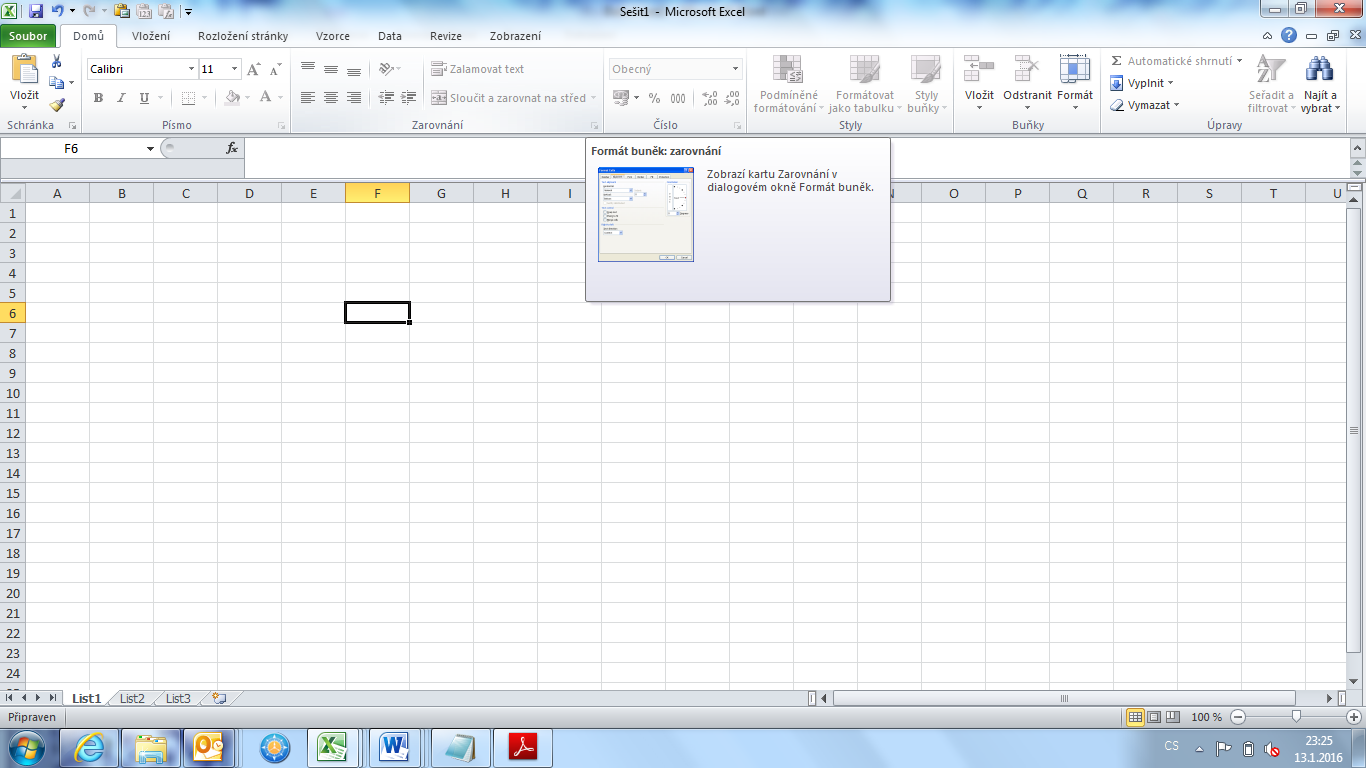 Sešit1 - Microsoft Excel
Soubor Domů Vložení Rozložení stránky Vzorce Data Revize Zobrazení
Vložit
Schránka
Calibri 11
B I U A
Písmo
Zalamovat text
Sloučit a zarovnat na střed
Zarovnání
Obecný
% 000 ,00 ,0
Číslo
Podmíněné formátování
Formátovat jako tabulku
Styly buňky
Styly
Vložit Odstranit Formát
Buňky
Σ Automatické shrnutí
Vyplnit
Vymazat
Seřadit a filtrovat
Najít a vybrat
Úpravy
F6 fx
Formát buněk: zarovnání
Zobrazí kartu Zarovnání v
dialogovém okně Formát buněk.
A B C D E F G H I N O P Q R S T U
1
2
3
4
5
6
7
8
9
10
11
12
13
14
15
16
17
18
19
20
21
22
23
24
List1 List2 List3
Připraven 100 %
CS 23:25
13.1.2016